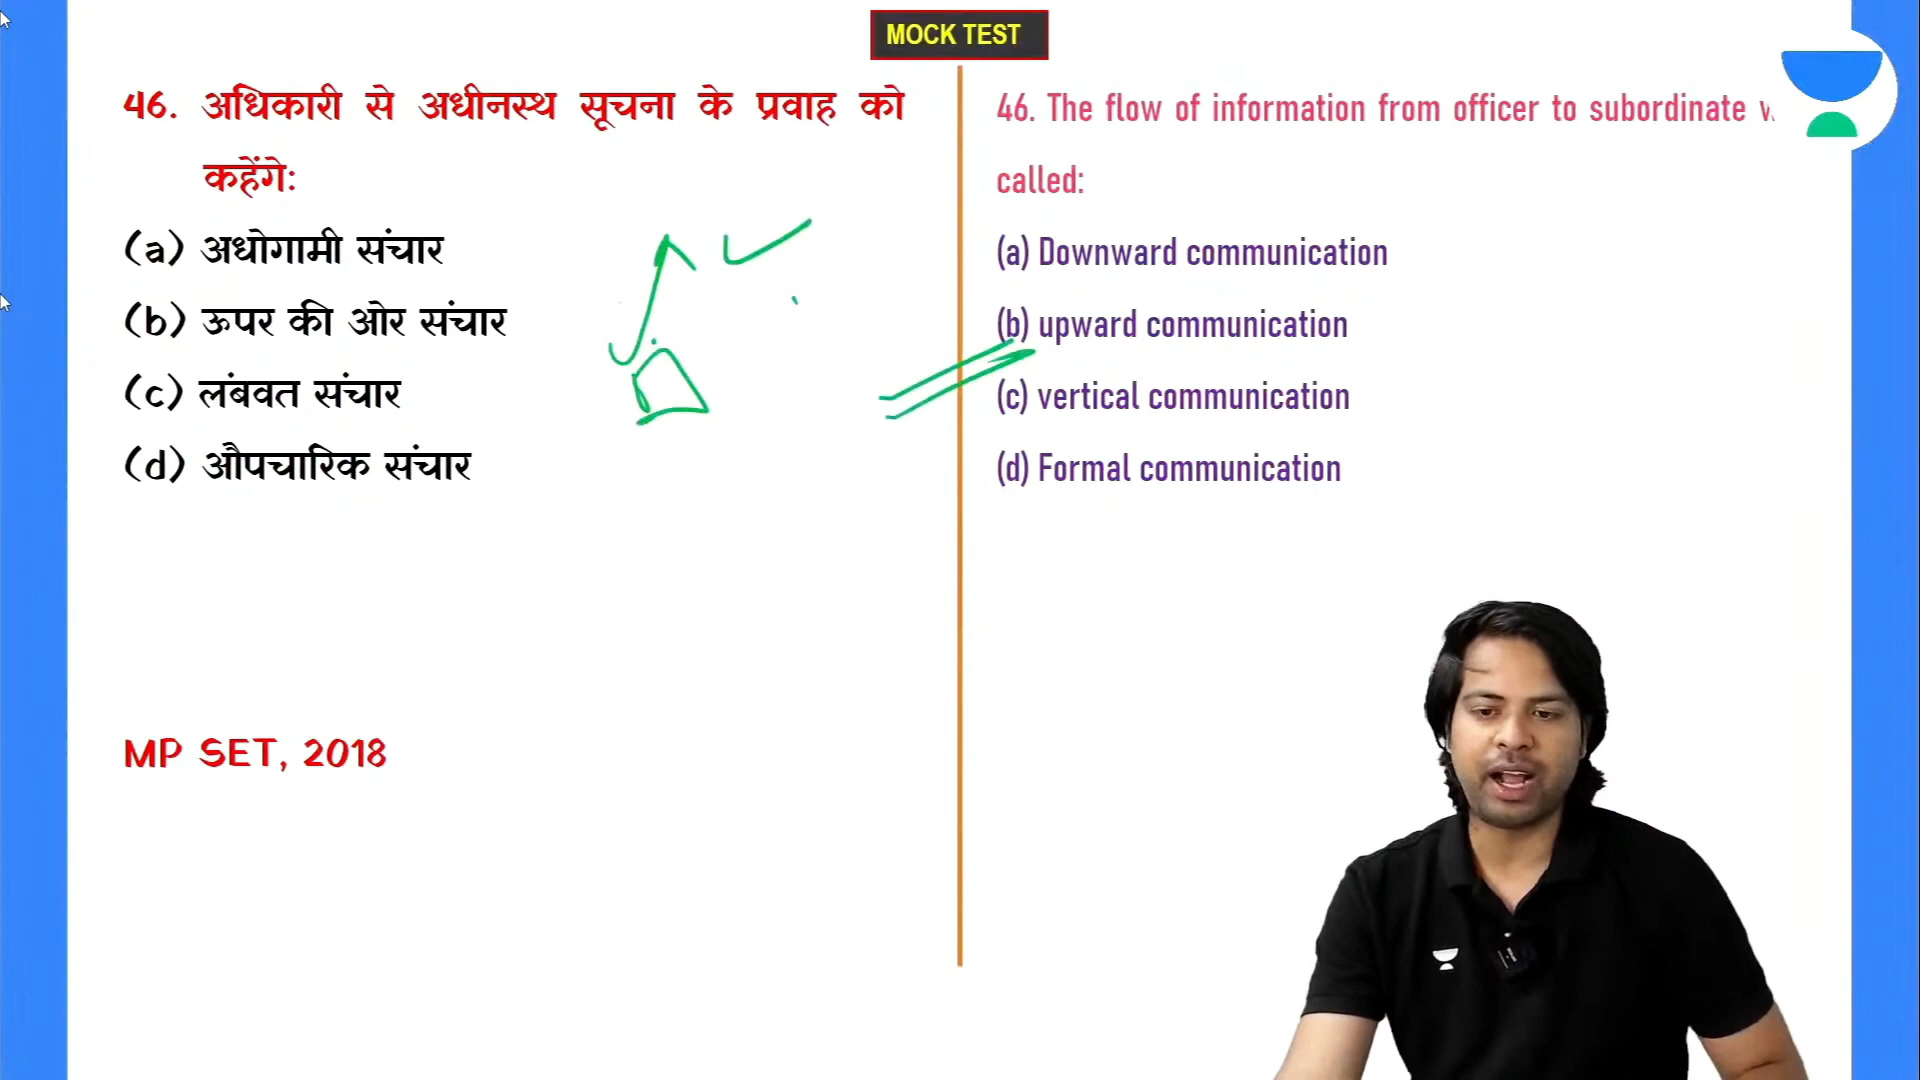 MOCK TEST
46. अधिकारी से अधीनस्थ सूचना के प्रवाह को
कहेंगे:
(a) अधोगामी संचार
(b) ऊपर की ओर संचार
(c) लंबवत संचार
(d) औपचारिक संचार
MP SET, 2018
46. The flow of information from officer to subordinate
called:
(a) Downward communication
(b) upward communication
(c) vertical communication
(d) Formal communication